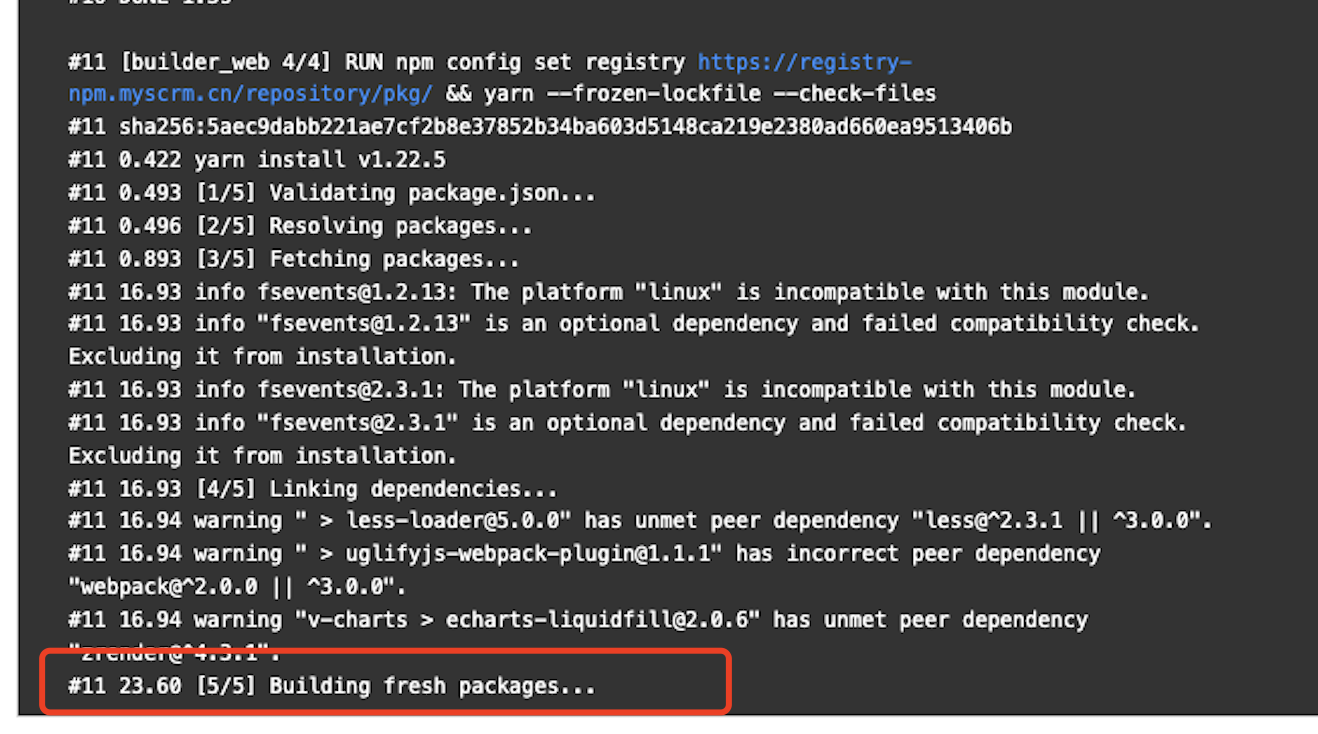 #10 DONE 1.3s
#11 [builder_web 4/4] RUN npm config set registry https://registry-
npm.myscrm.cn/repository/pkg/ && yarn --frozen-lockfile --check-files
#11 sha256:5aec9dabb221ae7cf2b8e37852b34ba603d5148ca219e2380ad660ea9513406b
#11 0.422 yarn install v1.22.5
#11 0.493 [1/5] Validating package.json...
#11 0.496 [2/5] Resolving packages...
#11 0.893 [3/5] Fetching packages...
#11 16.93 info fsevents@1.2.13: The platform "linux" is incompatible with this module.
#11 16.93 info "fsevents@1.2.13" is an optional dependency and failed compatibility check.
Excluding it from installation.
#11 16.93 info fsevents@2.3.1: The platform "linux" is incompatible with this module.
#11 16.93 info "fsevents@2.3.1" is an optional dependency and failed compatibility check.
Excluding it from installation.
#11 16.93 [4/5] Linking dependencies...
#11 16.94 warning " > less-loader@5.0.0" has unmet peer dependency "less@^2.3.1 || ^3.0.0".
#11 16.94 warning " > uglifyjs-webpack-plugin@1.1.1" has incorrect peer dependency
"webpack@^2.0.0 || ^3.0.0".
#11 16.94 warning "v-charts > echarts-liquidfill@2.0.6" has unmet peer dependency
"zrender@^4.3.1".
#11 23.60 [5/5] Building fresh packages...